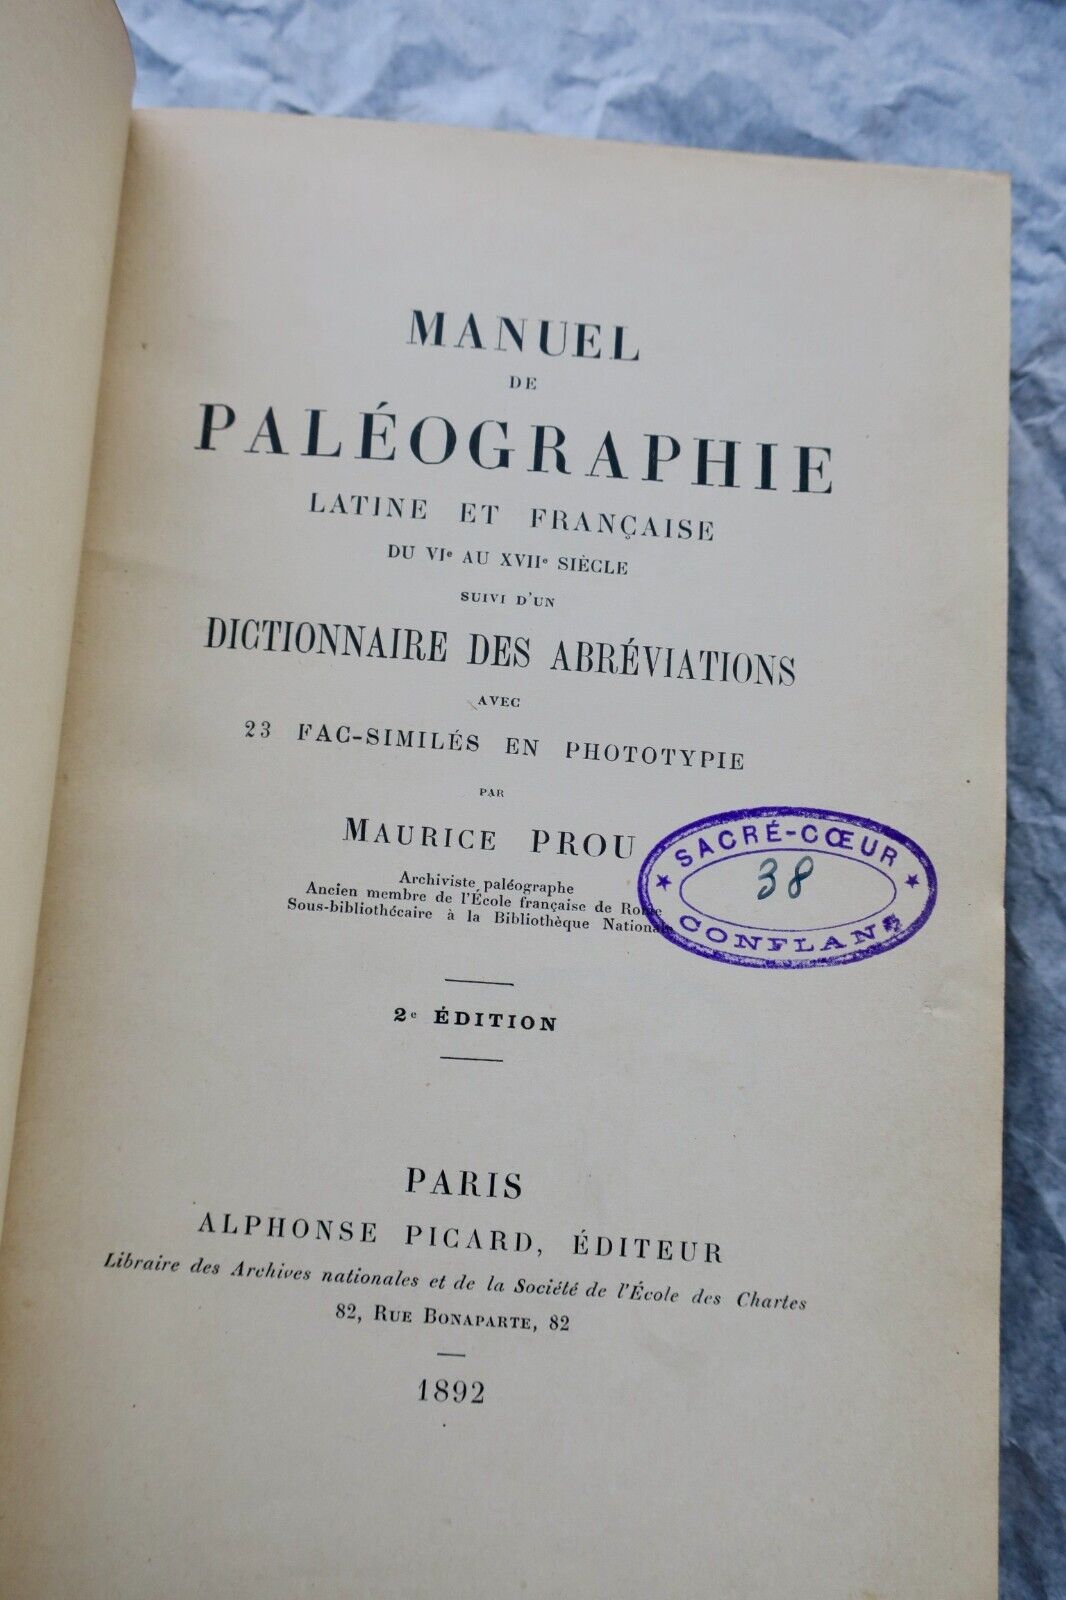 MANUEL
DE
PALÉOGRAPHIE
LATINE ET FRANÇAISE
DU VIe AU XVIIe SIÈCLE
SUIVI D'UN
DICTIONNAIRE DES ABRÉVIATIONS
AVEC
23 FAC-SIMILÉS EN PHOTOTYPIE
PAR
MAURICE PROU
Archiviste paléographe
Ancien membre de l'École française de Rome
Sous-bibliothécaire à la Bibliothèque Nationale
SACRÉ-CŒUR
38
CONFLANS
2e ÉDITION
PARIS
ALPHONSE PICARD, ÉDITEUR
Libraire des Archives nationales et de la Société de l'École des Chartes
82, RUE BONAPARTE, 82
1892